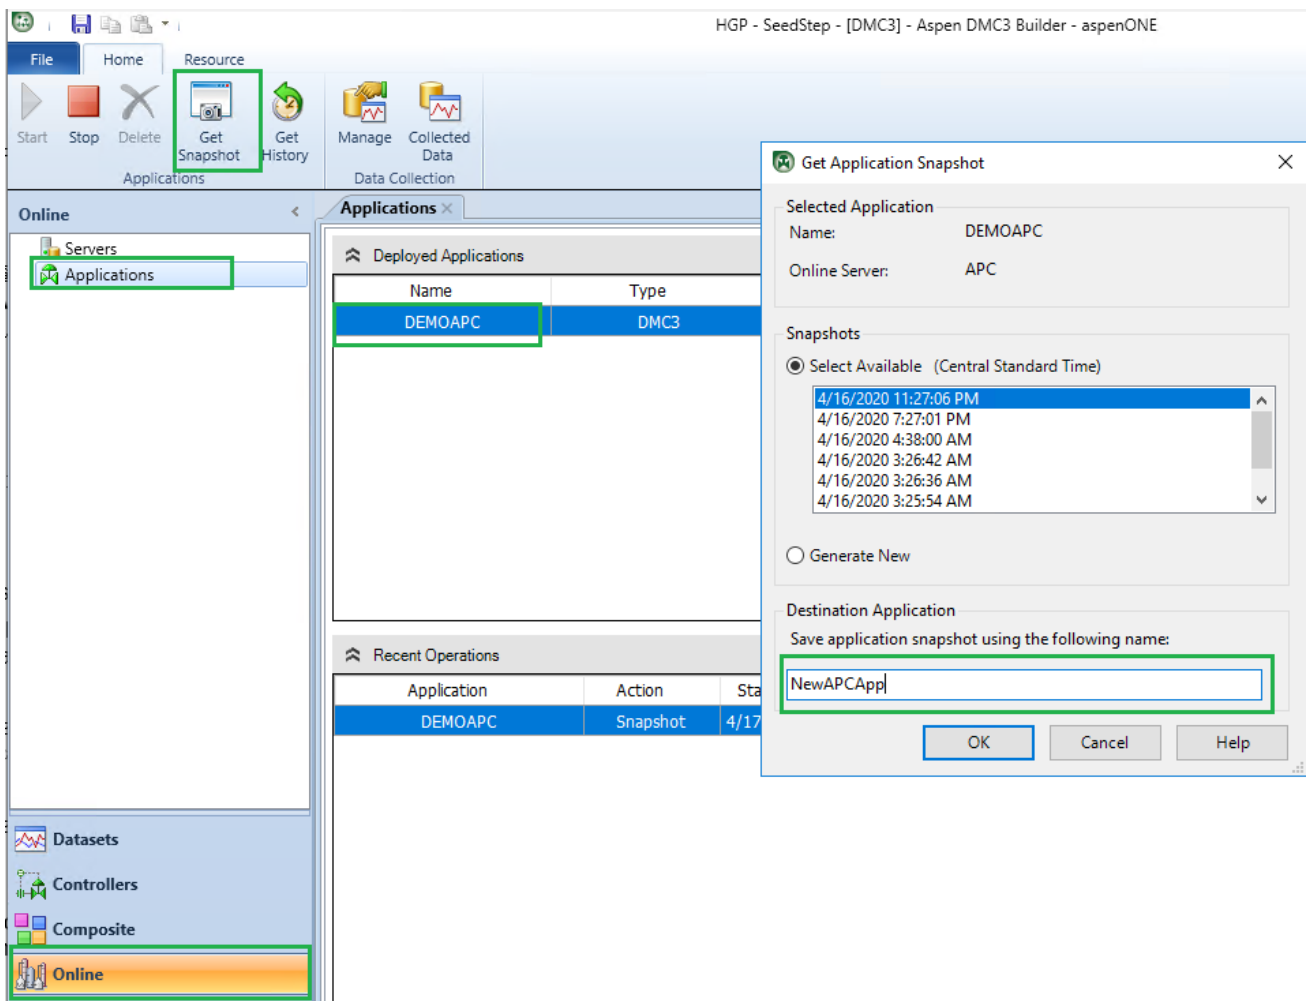 HGP - SeedStep - [DMC3] - Aspen DMC3 Builder - aspenONE
File Home Resource
Start Stop Delete Get Snapshot Get History Manage Collected Data
Applications Data Collection
Online
Servers
Applications
Datasets
Controllers
Composite
Online
Applications
Deployed Applications
Name Type
DEMOAPC DMC3
Recent Operations
Application Action Sta
DEMOAPC Snapshot 4/17
Get Application Snapshot
Selected Application
Name: DEMOAPC
Online Server: APC
Snapshots
Select Available (Central Standard Time)
4/16/2020 11:27:06 PM
4/16/2020 7:27:01 PM
4/16/2020 4:38:00 AM
4/16/2020 3:26:42 AM
4/16/2020 3:26:36 AM
4/16/2020 3:25:54 AM
Generate New
Destination Application
Save application snapshot using the following name:
NewAPCApp
OK Cancel Help